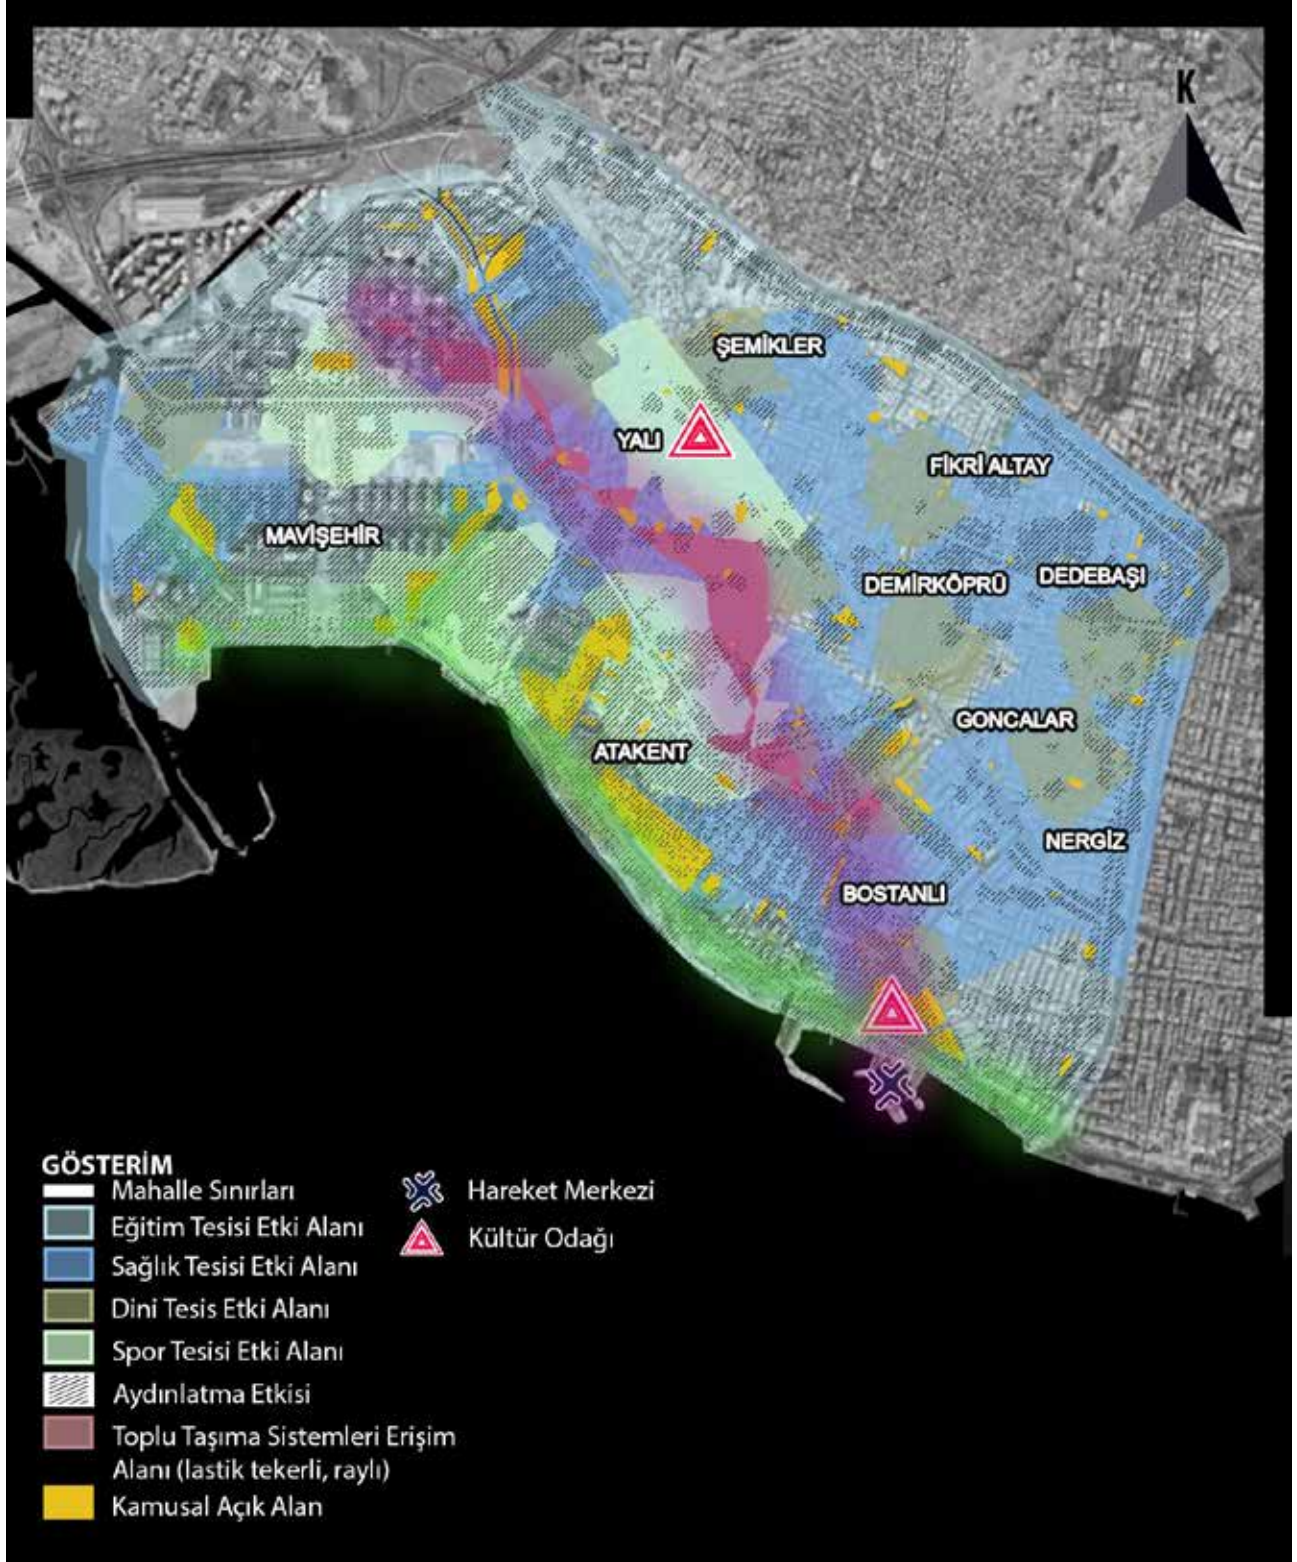 K
ŞEMİKLER
YALI
FİKRİ ALTAY
MAVİŞEHİR
DEMİRKÖPRÜ
DEDEBAŞI
GONCALAR
ATAKENT
NERGİZ
BOSTANLI
GÖSTERİM
Mahalle Sınırları
Eğitim Tesisi Etki Alanı
Sağlık Tesisi Etki Alanı
Dini Tesis Etki Alanı
Spor Tesisi Etki Alanı
Aydınlatma Etkisi
Toplu Taşıma Sistemleri Erişim
Alanı (lastik tekerli, raylı)
Kamusal Açık Alan
Hareket Merkezi
Kültür Odağı